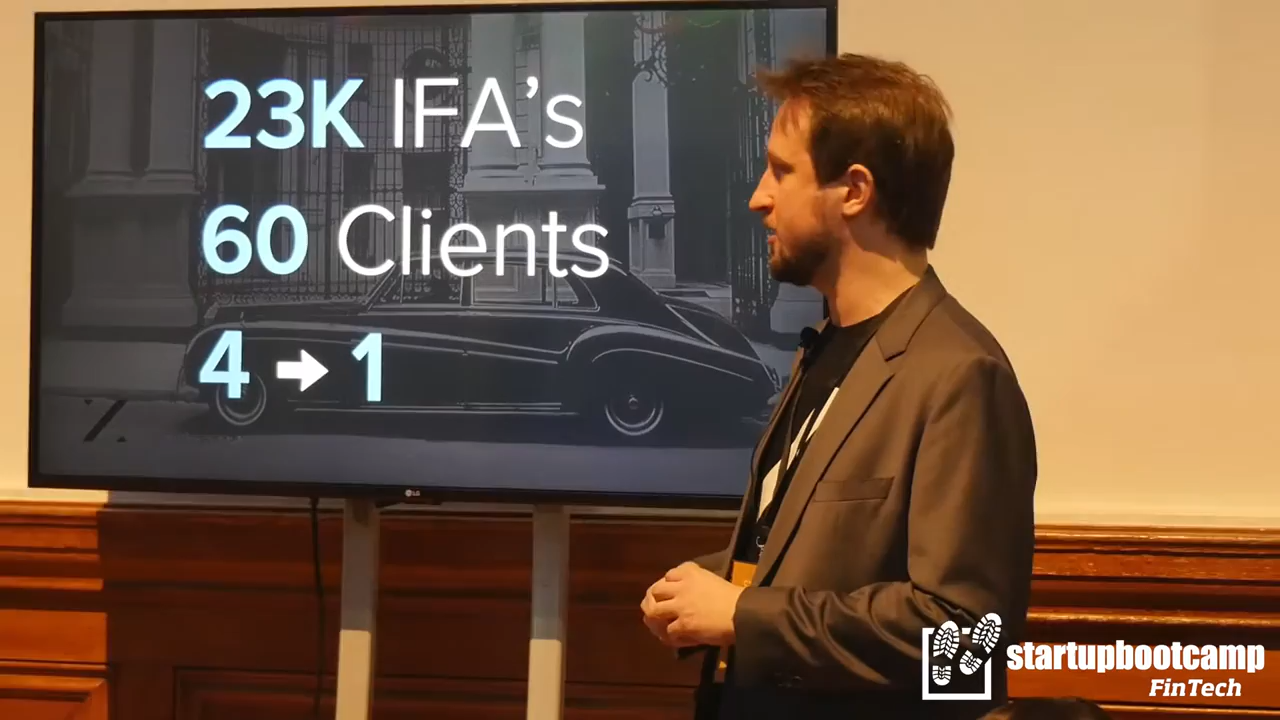 23K IFA's
60 Clients
4 → 1
LG
startupbootcamp
FinTech